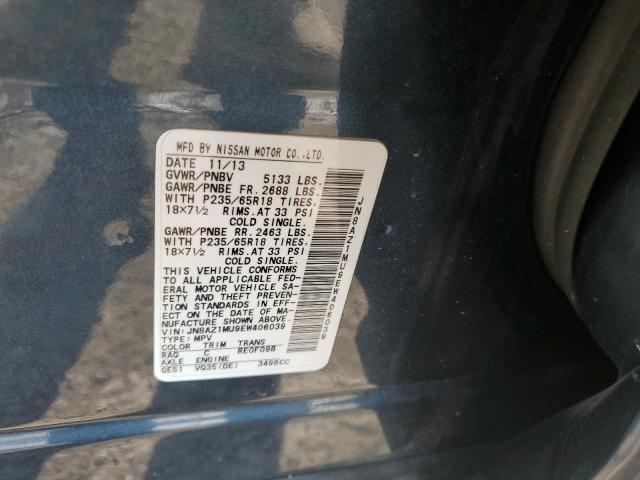 MFD BY NISSAN MOTOR CO.,LTD.
DATE 11/13
GVWR/PNBV 5133 LBS.
GAWR/PNBE FR. 2688 LBS.
WITH P235/65R18 TIRES.
18×7½ RIMS. AT 33 PSI
COLD SINGLE.
GAWR/PNBE RR. 2463 LBS.
WITH P235/65R18 TIRES.
18×7½ RIMS. AT 33 PSI
COLD SINGLE.
THIS VEHICLE CONFORMS
TO ALL APPLICABLE FED-
ERAL MOTOR VEHICLE SA-
FETY AND THEFT PREVEN-
TION STANDARDS IN EFF-
ECT ON THE DATE OF MA-
NUFACTURE SHOWN ABOVE.
VIN: JN8AZ1MU9EW406039
TYPE: MPV
COLOR TRIM TRANS
RAQ C RE0F09B
AXLE ENGINE
GE51 VQ35(DE) 3498CC
JN8AZ1MU9EW406039